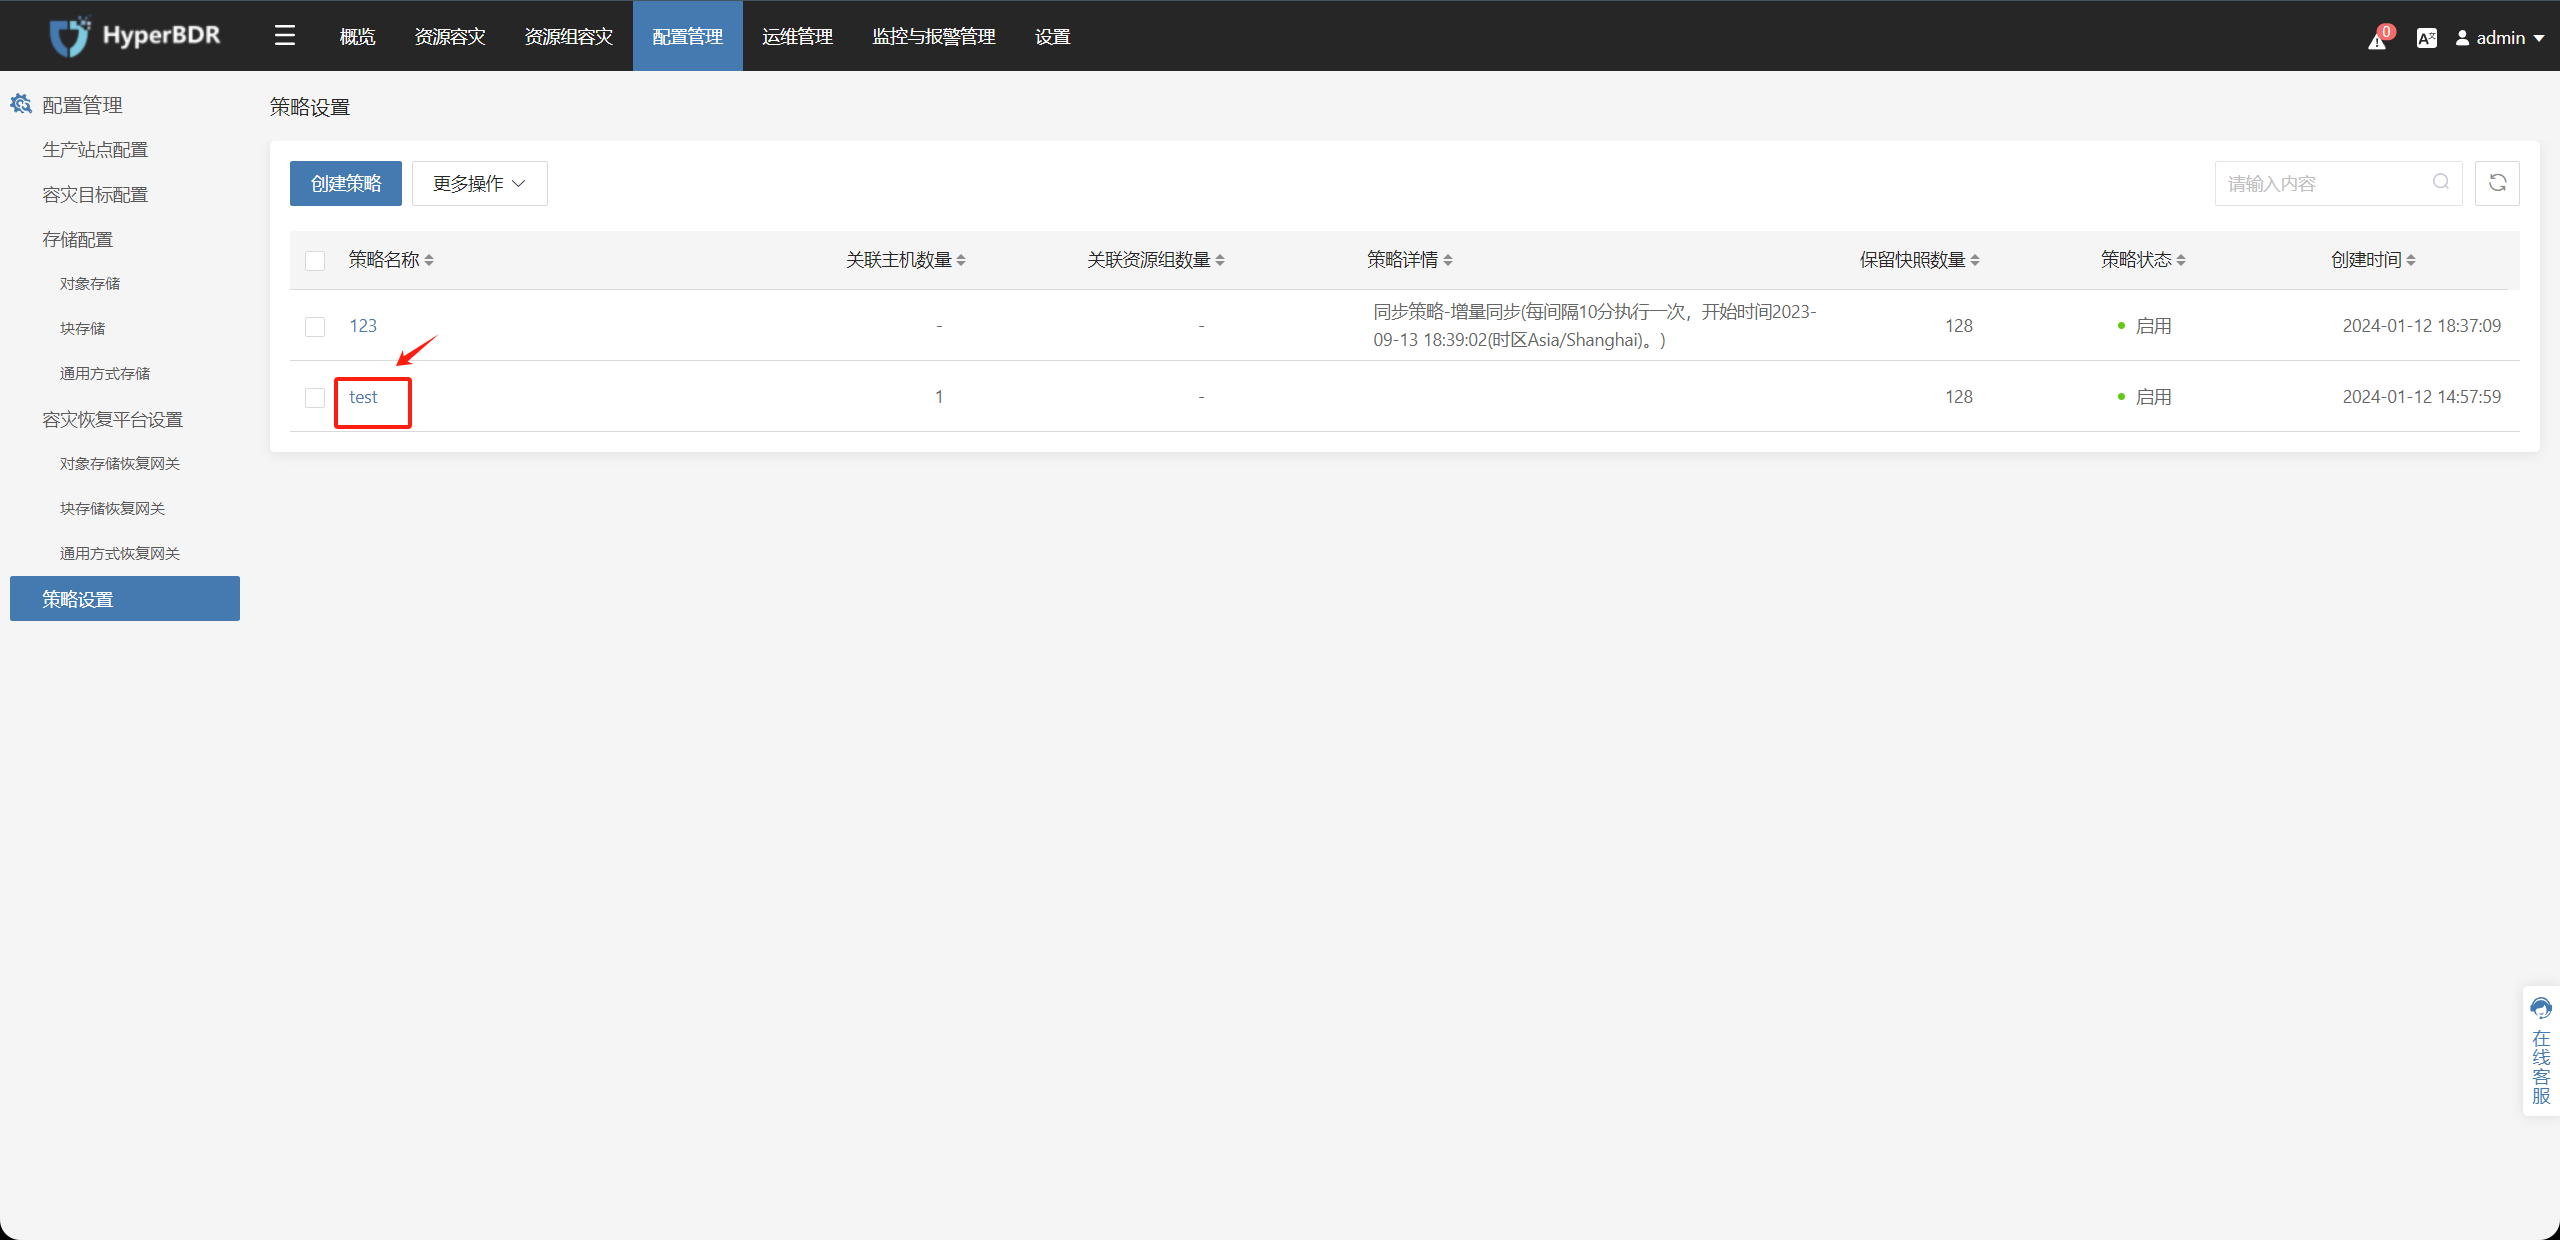 HyperBDR
概览
资源容灾
资源组容灾
配置管理
运维管理
监控与报警管理
设置
0
admin
配置管理
生产站点配置
容灾目标配置
存储配置
对象存储
块存储
通用方式存储
容灾恢复平台设置
对象存储恢复网关
块存储恢复网关
通用方式恢复网关
策略设置
策略设置
创建策略
更多操作
请输入内容
策略名称 关联主机数量 关联资源组数量 策略详情 保留快照数量 策略状态 创建时间
123 - - 同步策略-增量同步(每间隔10分执行一次，开始时间2023-
09-13 18:39:02(时区Asia/Shanghai)。) 128 启用 2024-01-12 18:37:09
test 1 - 128 启用 2024-01-12 14:57:59
在线客服